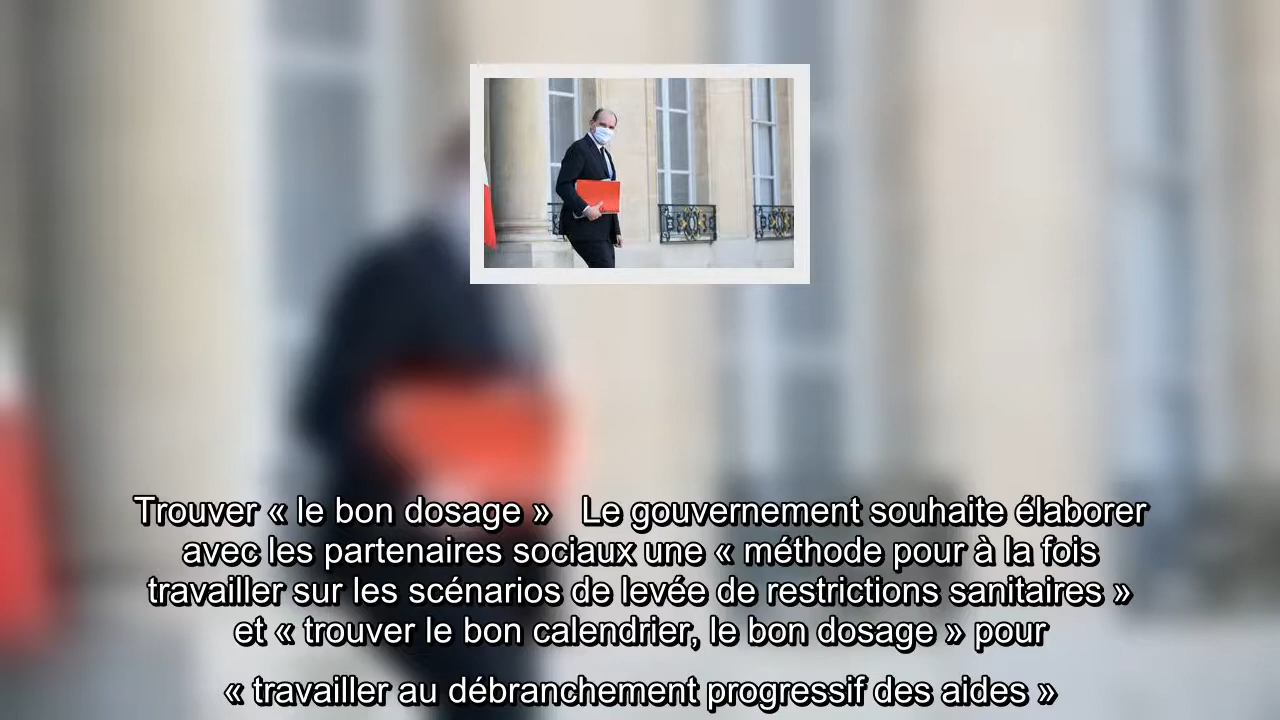 Trouver « le bon dosage »   Le gouvernement souhaite élaborer
avec les partenaires sociaux une « méthode pour à la fois
travailler sur les scénarios de levée de restrictions sanitaires »
et « trouver le bon calendrier, le bon dosage » pour
« travailler au débranchement progressif des aides »